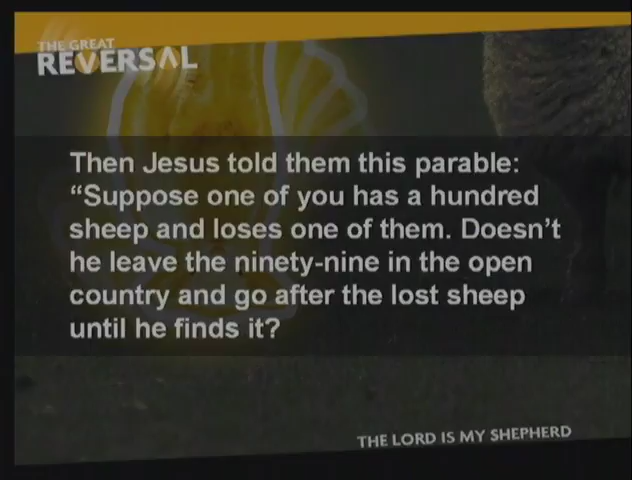 THE GREAT
REVERSAL
Then Jesus told them this parable:
“Suppose one of you has a hundred
sheep and loses one of them. Doesn’t
he leave the ninety-nine in the open
country and go after the lost sheep
until he finds it?
THE LORD IS MY SHEPHERD